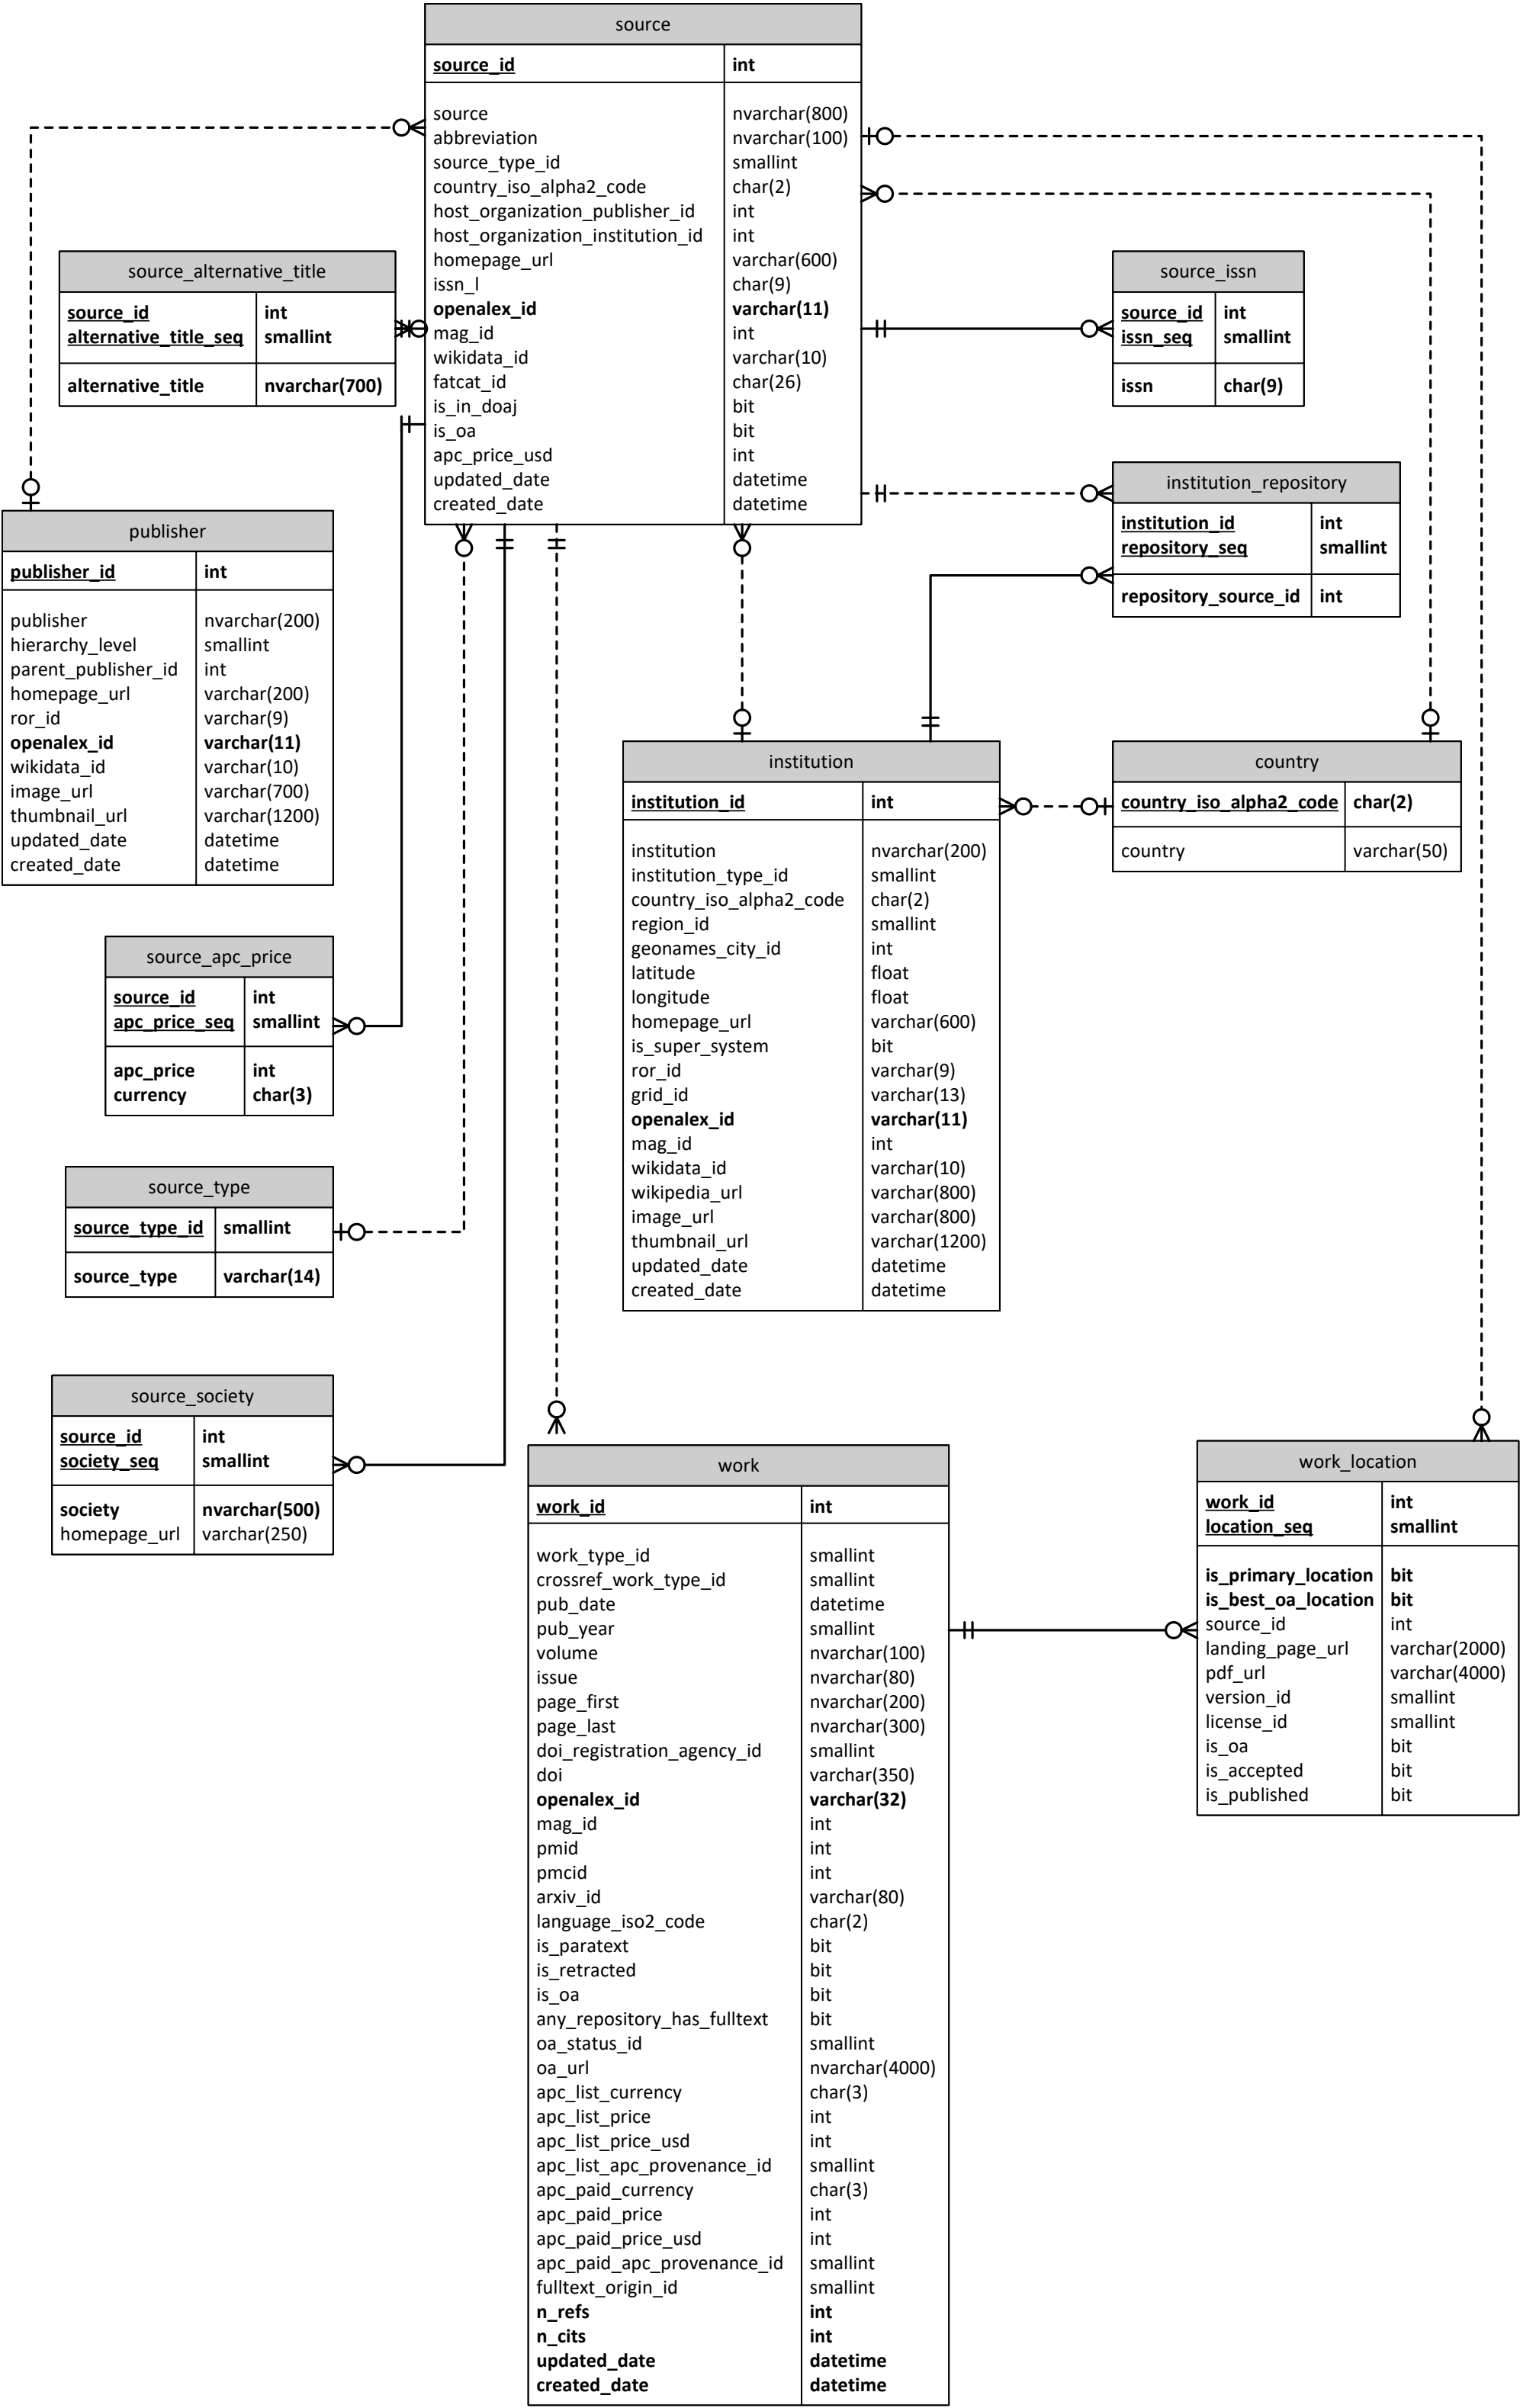 source
source_id int
source nvarchar(800)
abbreviation nvarchar(100)
source_type_id smallint
country_iso_alpha2_code char(2)
host_organization_publisher_id int
host_organization_institution_id int
homepage_url varchar(600)
issn_l char(9)
openalex_id varchar(11)
mag_id int
wikidata_id varchar(10)
fatcat_id char(26)
is_in_doaj bit
is_oa bit
apc_price_usd int
updated_date datetime
created_date datetime
source_alternative_title
source_id int
alternative_title_seq smallint
alternative_title nvarchar(700)
source_issn
source_id int
issn_seq smallint
issn char(9)
institution_repository
institution_id int
repository_seq smallint
repository_source_id int
publisher
publisher_id int
publisher nvarchar(200)
hierarchy_level smallint
parent_publisher_id int
homepage_url varchar(200)
ror_id varchar(9)
openalex_id varchar(11)
wikidata_id varchar(10)
image_url varchar(700)
thumbnail_url varchar(1200)
updated_date datetime
created_date datetime
institution
institution_id int
institution nvarchar(200)
institution_type_id smallint
country_iso_alpha2_code char(2)
region_id smallint
geonames_city_id int
latitude float
longitude float
homepage_url varchar(600)
is_super_system bit
ror_id varchar(9)
grid_id varchar(13)
openalex_id varchar(11)
mag_id int
wikidata_id varchar(10)
wikipedia_url varchar(800)
image_url varchar(800)
thumbnail_url varchar(1200)
updated_date datetime
created_date datetime
country
country_iso_alpha2_code char(2)
country varchar(50)
source_apc_price
source_id int
apc_price_seq smallint
apc_price int
currency char(3)
source_type
source_type_id smallint
source_type varchar(14)
source_society
source_id int
society_seq smallint
society nvarchar(500)
homepage_url varchar(250)
work
work_id int
work_type_id smallint
crossref_work_type_id smallint
pub_date datetime
pub_year smallint
volume nvarchar(100)
issue nvarchar(80)
page_first nvarchar(200)
page_last nvarchar(300)
doi_registration_agency_id smallint
doi varchar(350)
openalex_id varchar(32)
mag_id int
pmid int
pmcid int
arxiv_id varchar(80)
language_iso2_code char(2)
is_paratext bit
is_retracted bit
is_oa bit
any_repository_has_fulltext bit
oa_status_id smallint
oa_url nvarchar(4000)
apc_list_currency char(3)
apc_list_price int
apc_list_price_usd int
apc_list_apc_provenance_id smallint
apc_paid_currency char(3)
apc_paid_price int
apc_paid_price_usd int
apc_paid_apc_provenance_id smallint
fulltext_origin_id smallint
n_refs int
n_cits int
updated_date datetime
created_date datetime
work_location
work_id int
location_seq smallint
is_primary_location bit
is_best_oa_location bit
source_id int
landing_page_url varchar(2000)
pdf_url varchar(4000)
version_id smallint
license_id smallint
is_oa bit
is_accepted bit
is_published bit